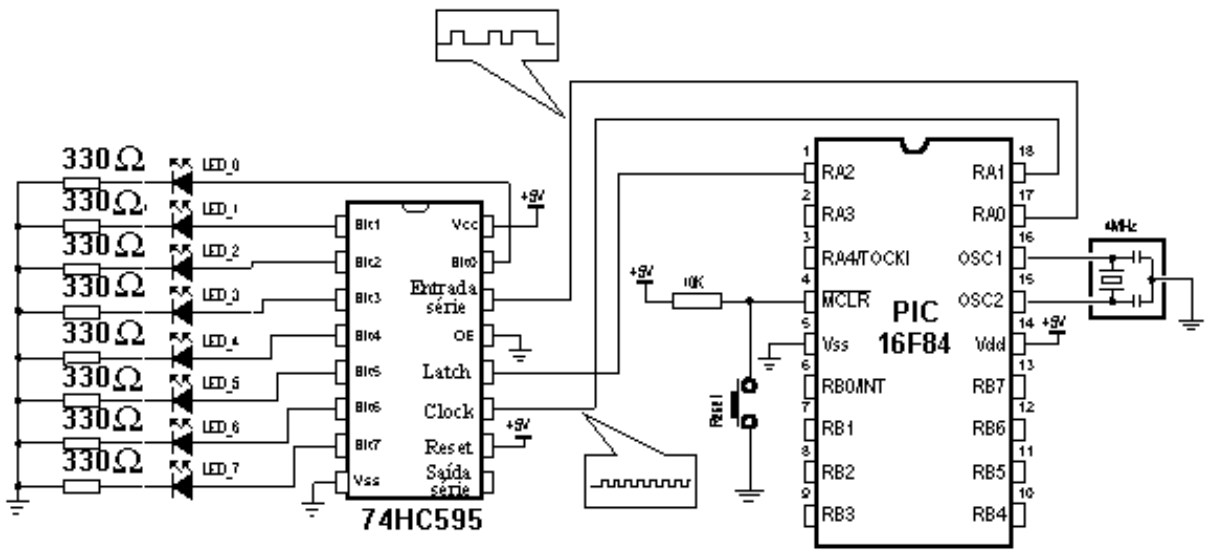 330Ω LED_0
330Ω LED_1
330Ω LED_2
330Ω LED_3
330Ω LED_4
330Ω LED_5
330Ω LED_6
330Ω LED_7
+5V
Bit1 Vcc
Bit2 Bit0
Bit3 Entrada
série
Bit4 OE
Bit5 Latch
Bit6 Clock
Bit7 Reset
+5V
Vss Saída
série
74HC595
+5V
10K
Reset
1 18
RA2 RA1
2 17
RA3 RA0
3 16
RA4/TOCKI OSC1
4 15
MCLR OSC2
PIC
16F84
5 14
Vss Vdd
+5V
6 13
RB0/INT RB7
7 12
RB1 RB6
8 11
RB2 RB5
9 10
RB3 RB4
4MHz